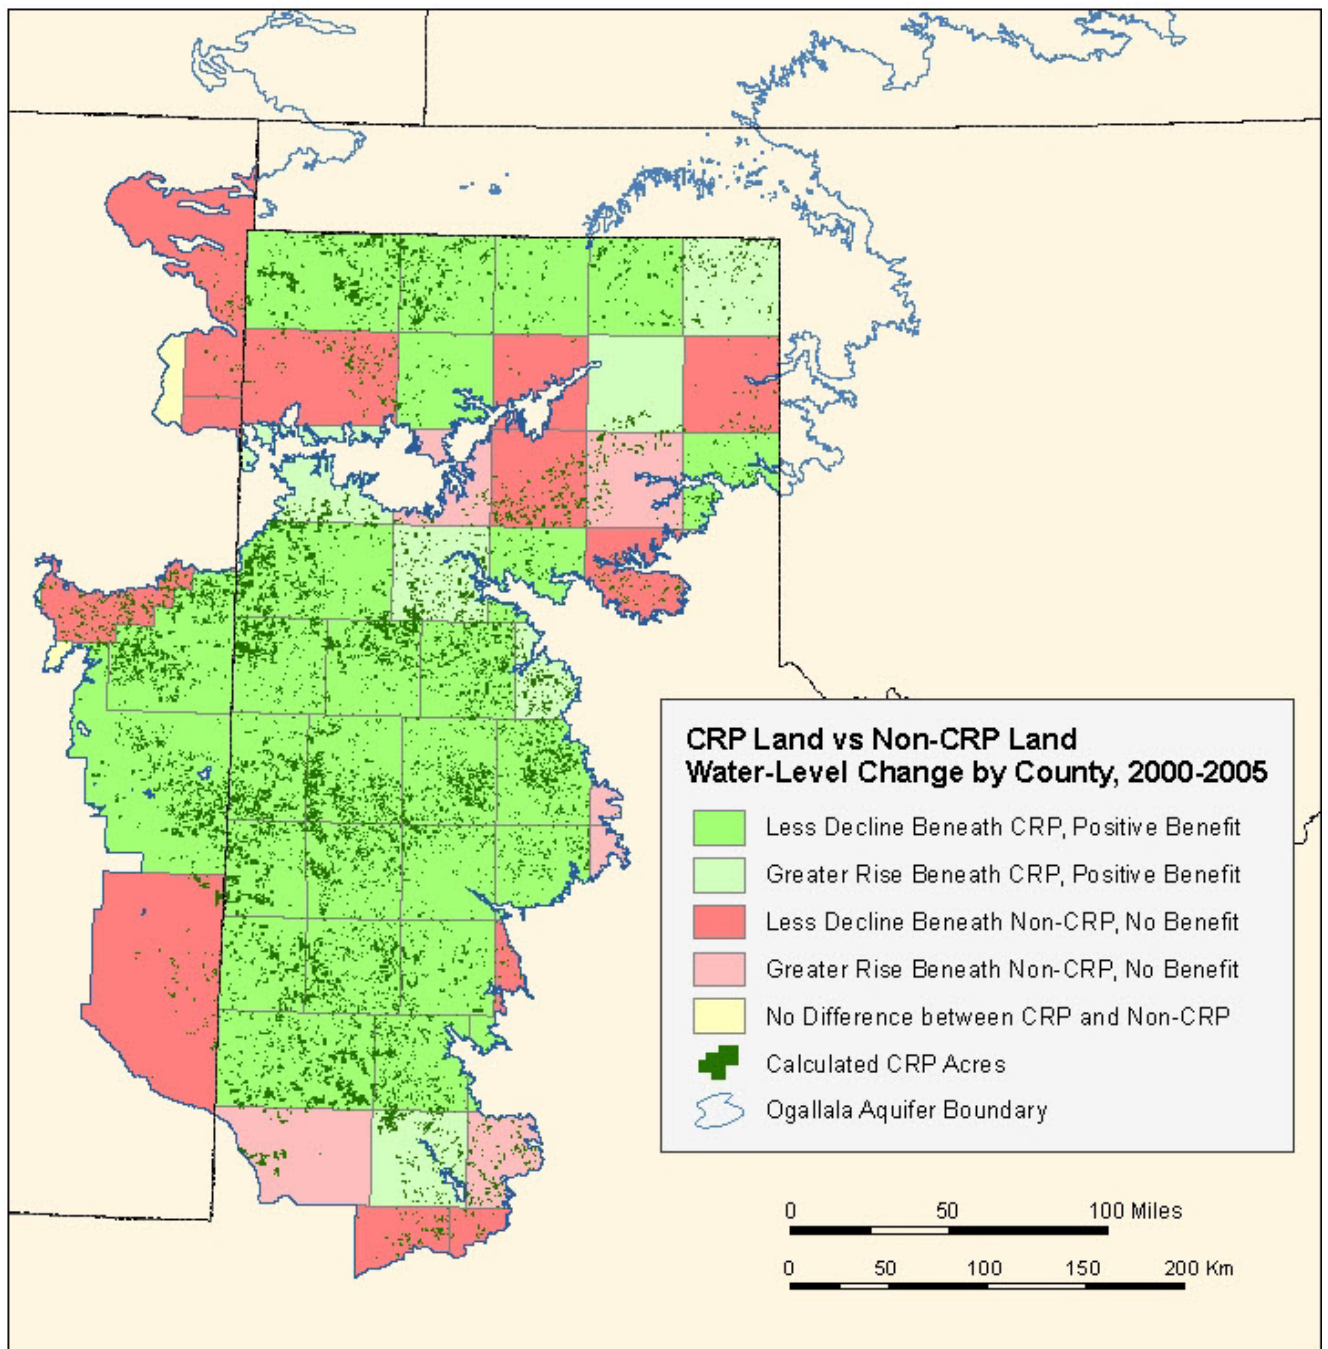 CRP Land vs Non-CRP Land
Water-Level Change by County, 2000-2005
Less Decline Beneath CRP, Positive Benefit
Greater Rise Beneath CRP, Positive Benefit
Less Decline Beneath Non-CRP, No Benefit
Greater Rise Beneath Non-CRP, No Benefit
No Difference between CRP and Non-CRP
Calculated CRP Acres
Ogallala Aquifer Boundary
0 50 100 Miles
0 50 100 150 200 Km